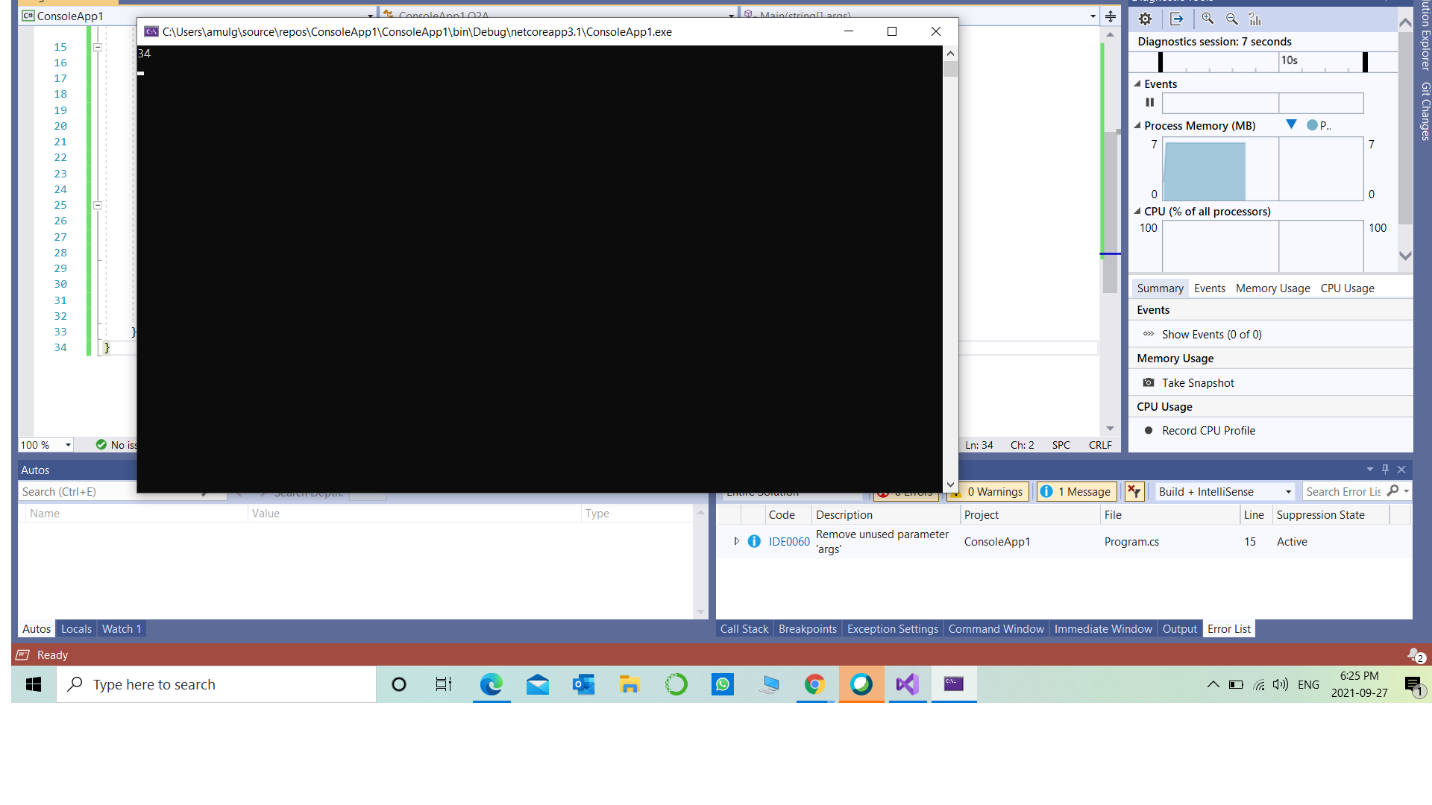 ConsoleApp1
ConsoleApp1.Q2A
Main(string[] args)
C:\Users\amulg\source\repos\ConsoleApp1\ConsoleApp1\bin\Debug\netcoreapp3.1\ConsoleApp1.exe
34
15
16
17
18
19
20
21
22
23
24
25
26
27
28
29
30
31
32
33 }
34 }
100 %
No iss
Ln: 34 Ch: 2 SPC CRLF
Diagnostics session: 7 seconds
10s
Events
Process Memory (MB) P..
7 7
0 0
CPU (% of all processors)
100 100
Summary Events Memory Usage CPU Usage
Events
Show Events (0 of 0)
Memory Usage
Take Snapshot
CPU Usage
Record CPU Profile
ution Explorer
Git Changes
Autos
Search (Ctrl+E)
Search Depth:
Name Value Type
Autos Locals Watch 1
Entire Solution 0 Errors 0 Warnings 1 Message Build + IntelliSense Search Error Lis
Code Description Project File Line Suppression State
IDE0060 Remove unused parameter 'args' ConsoleApp1 Program.cs 15 Active
Call Stack Breakpoints Exception Settings Command Window Immediate Window Output Error List
Ready
2
Type here to search
ENG
6:25 PM
2021-09-27
1